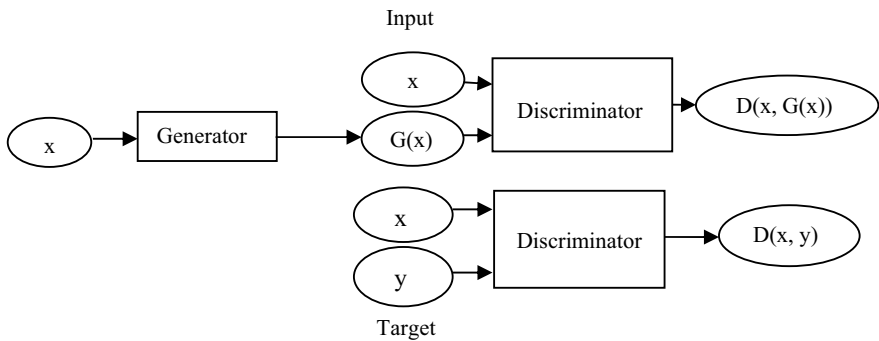 Input
x
Discriminator
D(x, G(x))
x
Generator
G(x)
x
Discriminator
D(x, y)
y
Target